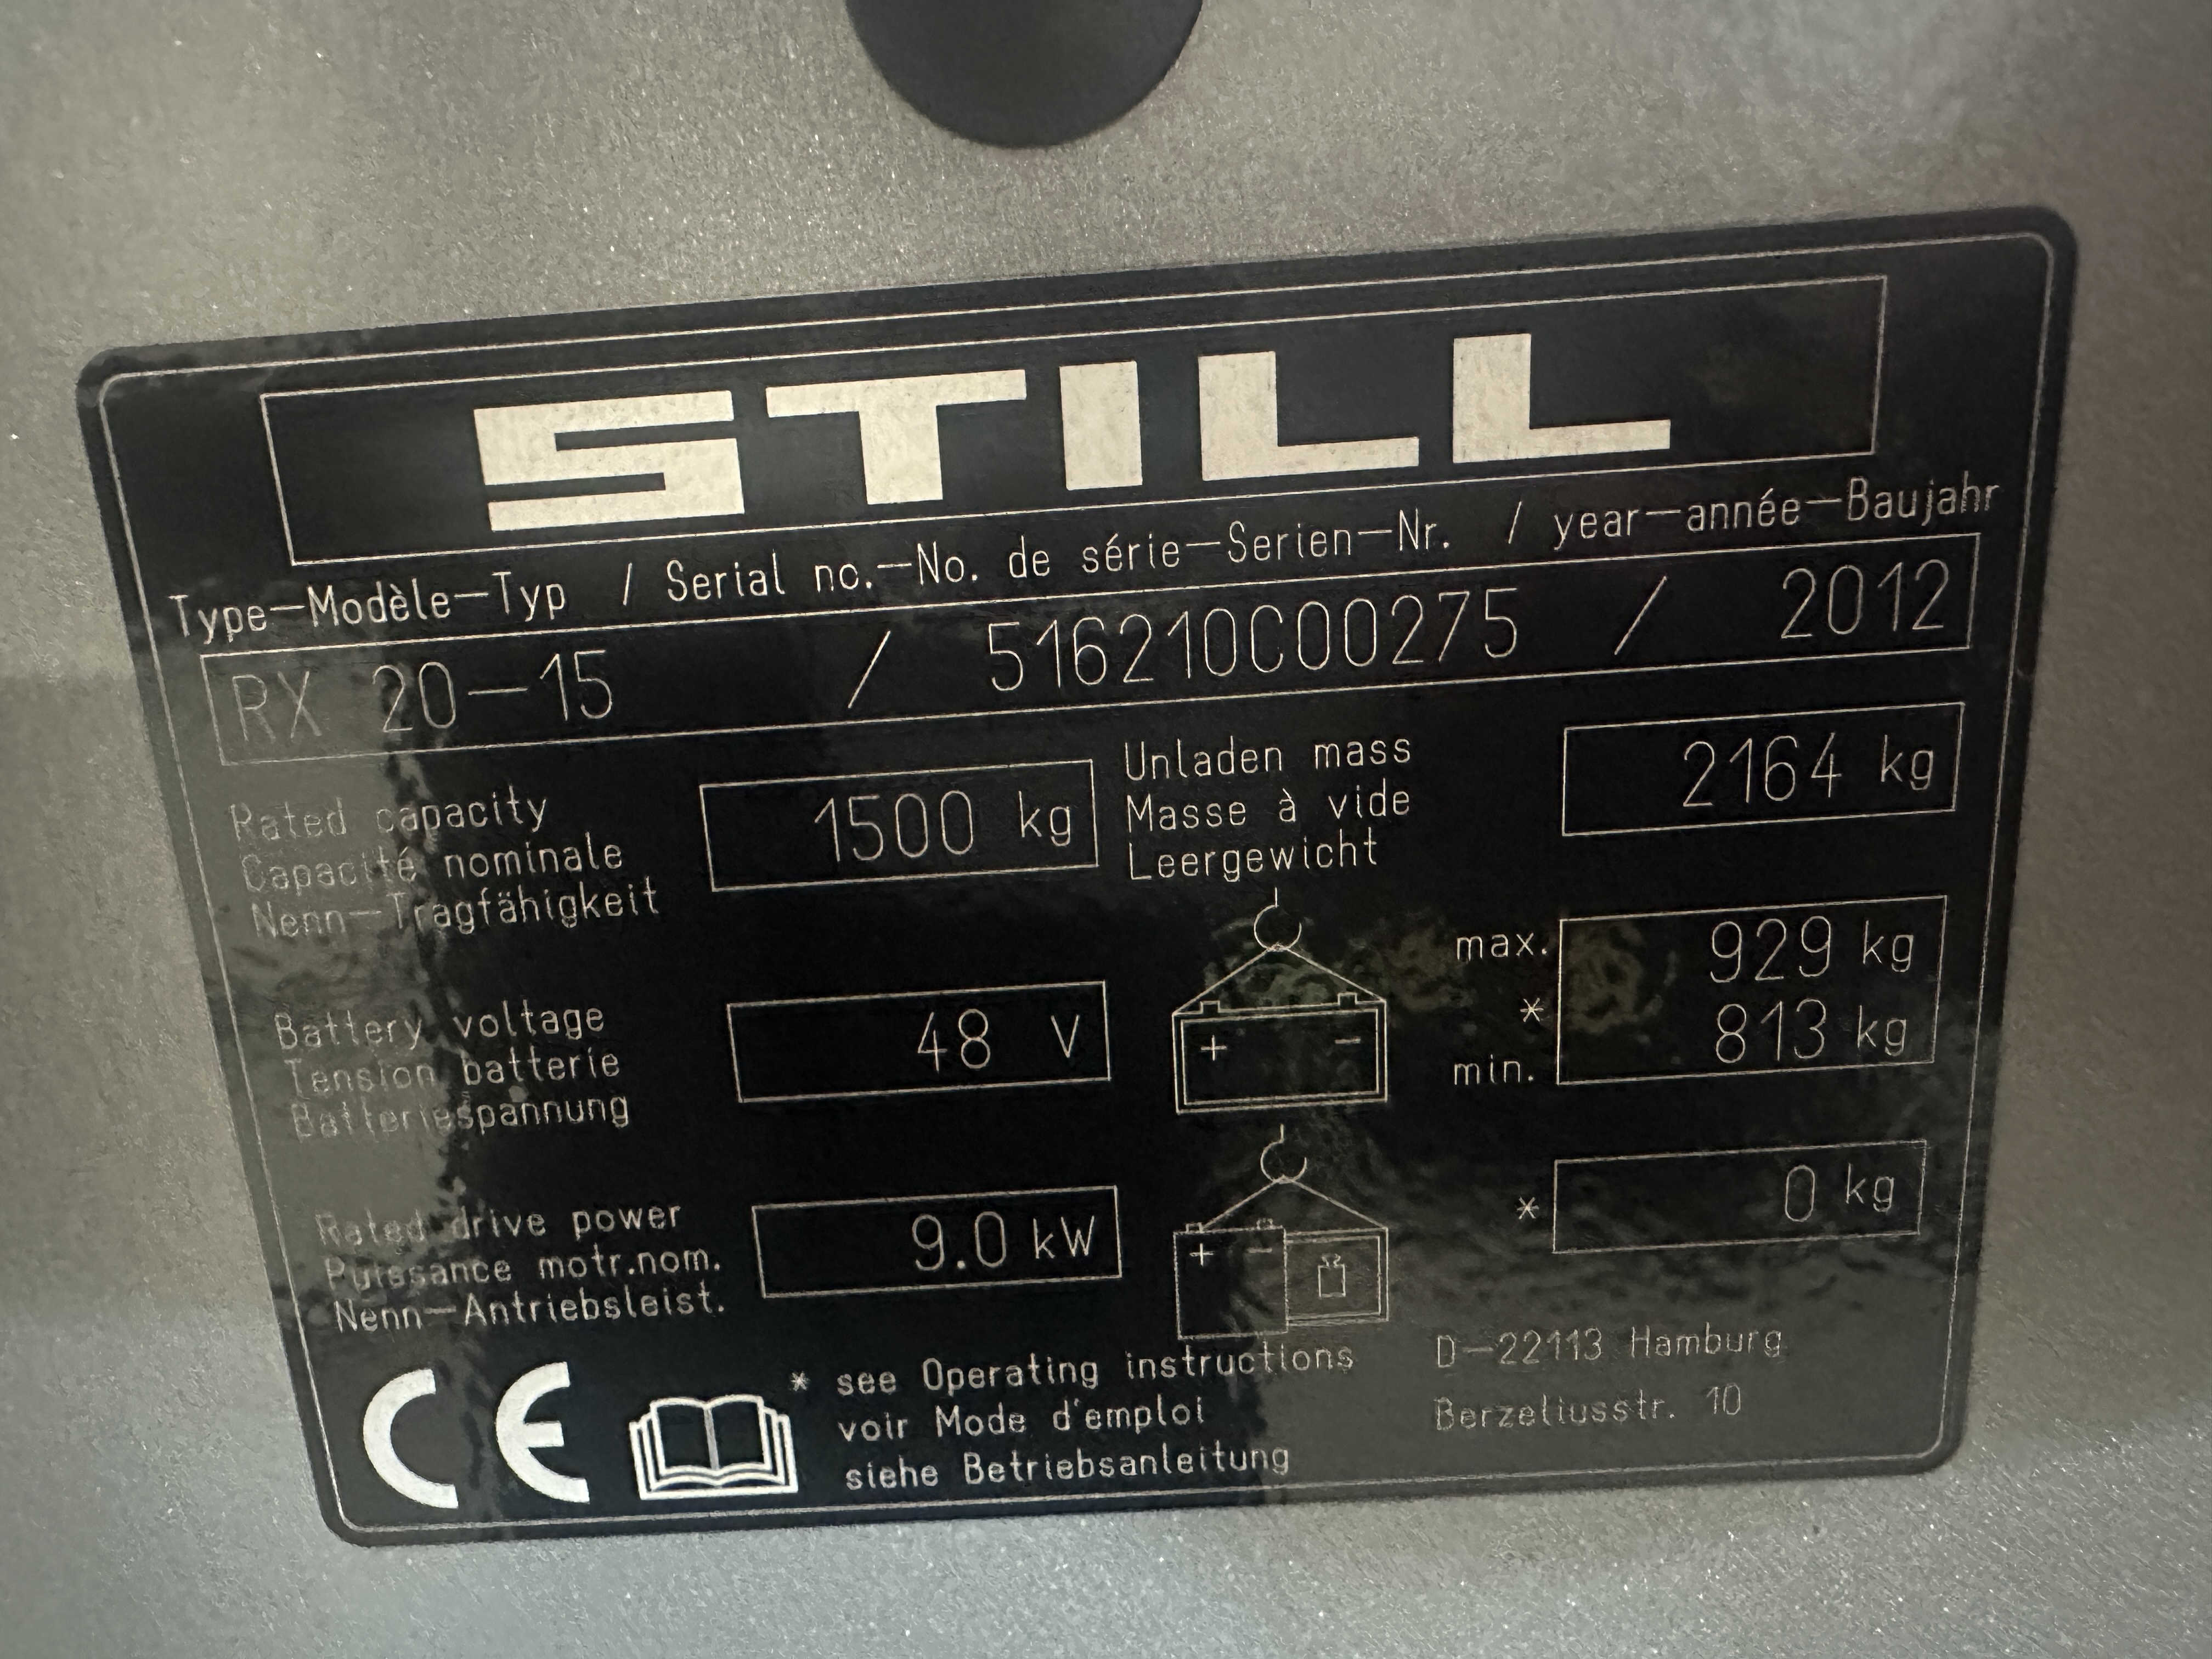 STILL
Type-Modèle-Typ / Serial no.-No. de série-Serien-Nr. / year-année-Baujahr
RX 20-15 / 516210C00275 / 2012
Rated capacity
Capacité nominale
Nenn-Tragfähigkeit
1500 kg
Unladen mass
Masse à vide
Leergewicht
2164 kg
Battery voltage
Tension batterie
Batteriespannung
48 V
+ -
max.
*
min.
929 kg
813 kg
Rated drive power
Puissance motr.nom.
Nenn-Antriebsleist.
9.0 kW
+ -
* 0 kg
CE
* see Operating instructions
voir Mode d'emploi
siehe Betriebsanleitung
D-22113 Hamburg
Berzeliusstr. 10